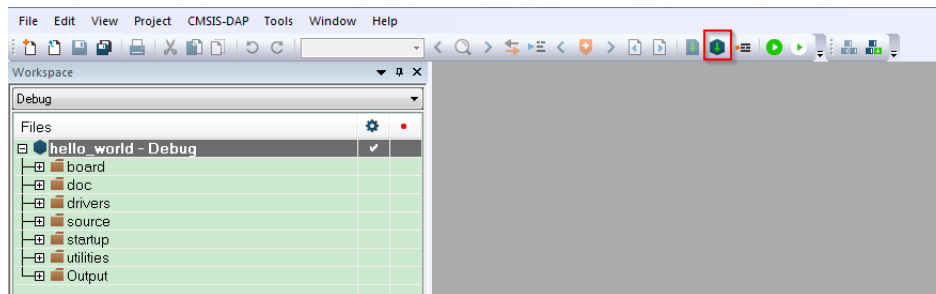 File Edit View Project CMSIS-DAP Tools Window Help
Workspace
Debug
Files
hello_world - Debug
board
doc
drivers
source
startup
utilities
Output